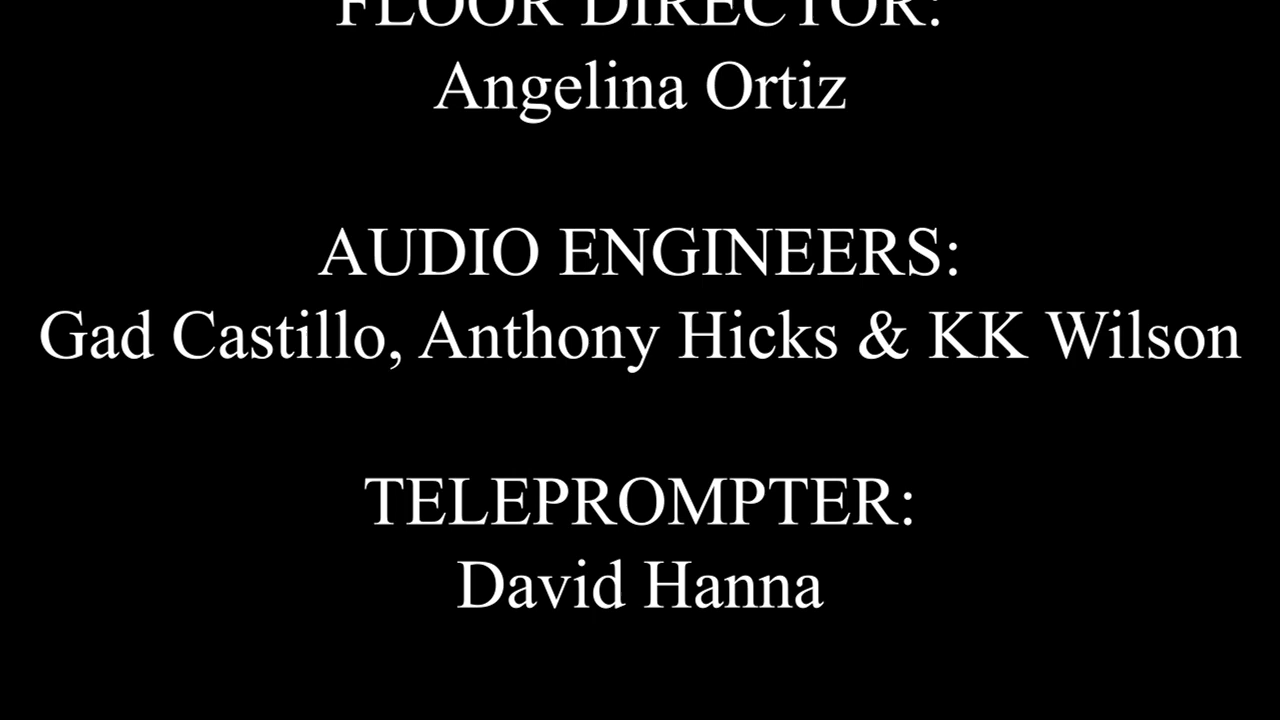 FLOOR DIRECTOR:
Angelina Ortiz
AUDIO ENGINEERS:
Gad Castillo, Anthony Hicks & KK Wilson
TELEPROMPTER:
David Hanna